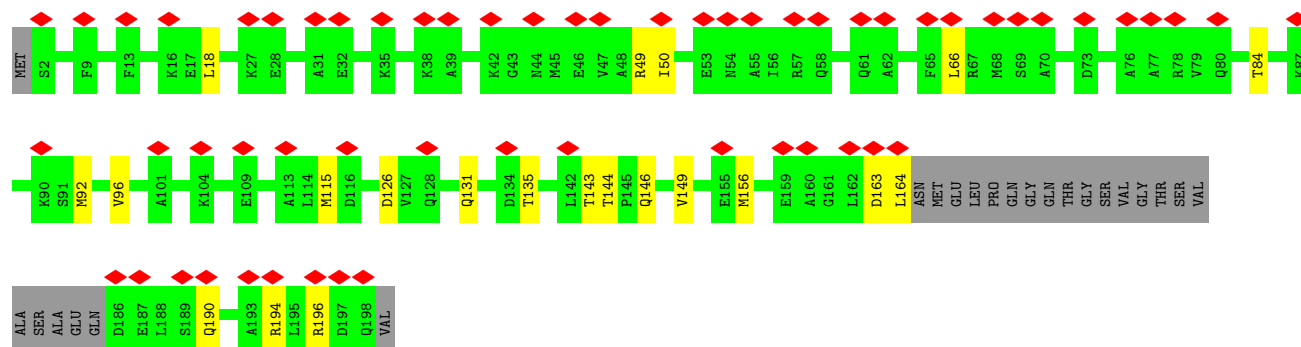 MET S2 F9 F13 K16 E17 L18 K27 E28 A31 E32 K35 K38 A39 K42 G43 N44 M45 E46 V47 A48 R49 I50 E53 N54 A55 I56 R57 Q58 Q61 A62 F65 L66 R67 M68 S69 A70 D73 A76 A77 R78 V79 Q80 T84 K87
K90 S91 M92 V96 A101 K104 E109 A113 L114 M115 D116 D126 V127 Q128 Q131 D134 T135 L142 T143 T144 P145 Q146 V149 E155 M156 E159 A160 G161 L162 D163 L164 ASN MET GLU LEU PRO GLN GLY GLN THR GLY SER VAL GLY THR SER VAL
ALA SER ALA GLU GLN D186 E187 L188 S189 Q190 A193 R194 L195 R196 D197 Q198 VAL